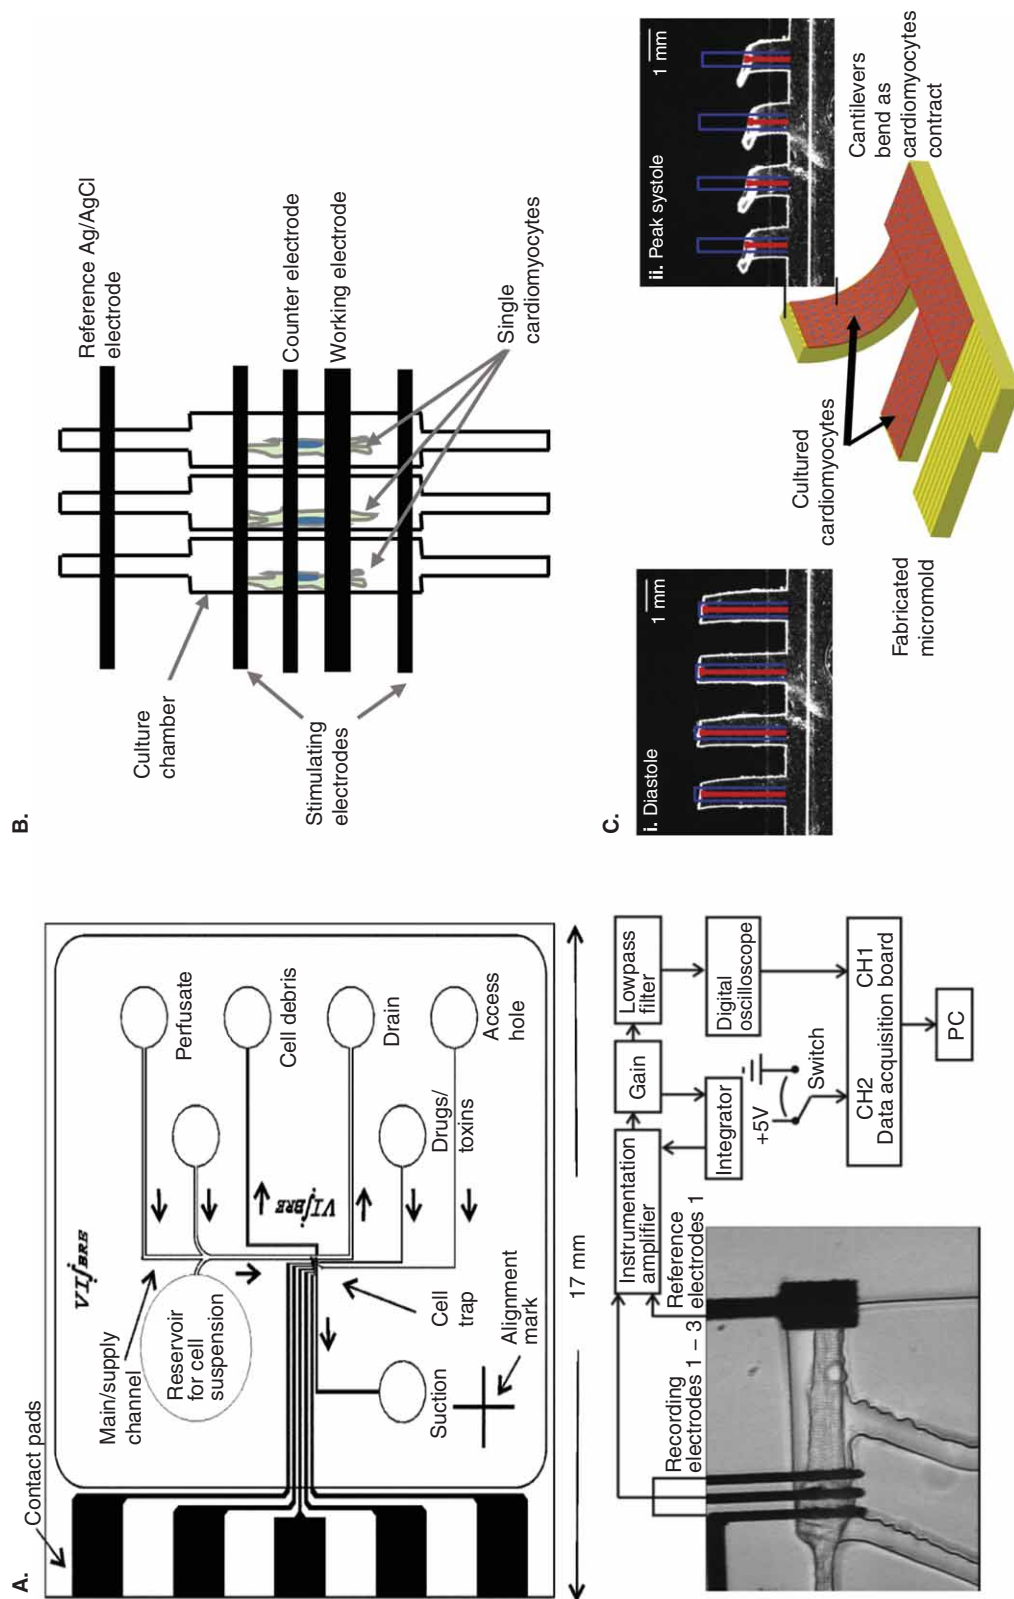 A.
Contact pads
VIjBRE
Main/supply
channel
Reservoir
for cell
suspension
Perfusate
Cell debris
VIjBRE
Drain
Drugs/
toxins
Access
hole
Cell
trap
Suction
Alignment
mark
17 mm
Recording
electrodes 1 – 3
Reference
electrodes 1
Instrumentation
amplifier
Gain
Lowpass
filter
Integrator
Digital
oscilloscope
+5V
Switch
CH2
CH1
Data acquisition board
PC
B.
Reference Ag/AgCl
electrode
Culture
chamber
Counter electrode
Working electrode
Stimulating
electrodes
Single
cardiomyocytes
C.
i. Diastole
1 mm
ii. Peak systole
1 mm
Cultured
cardiomyocytes
Cantilevers
bend as
cardiomyocytes
contract
Fabricated
micromold